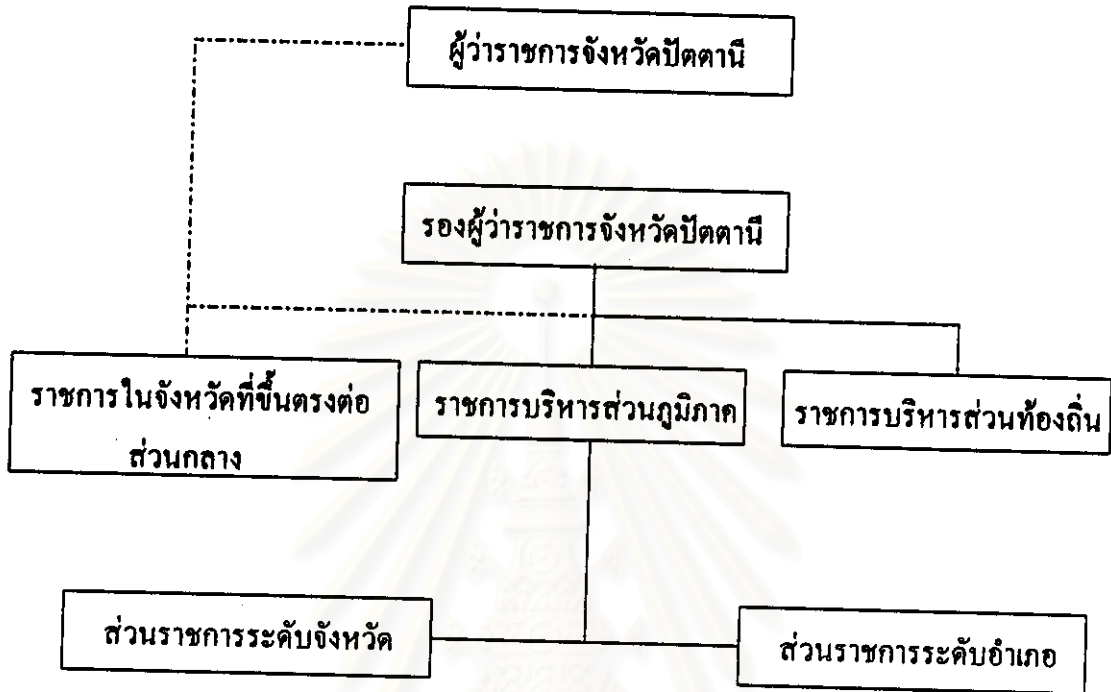 ผู้ว่าราชการจังหวัดปัตตานี
รองผู้ว่าราชการจังหวัดปัตตานี
ราชการในจังหวัดที่ขึ้นตรงต่อ
ส่วนกลาง
ราชการบริหารส่วนภูมิภาค
ราชการบริหารส่วนท้องถิ่น
ส่วนราชการระดับจังหวัด
ส่วนราชการระดับอำเภอ